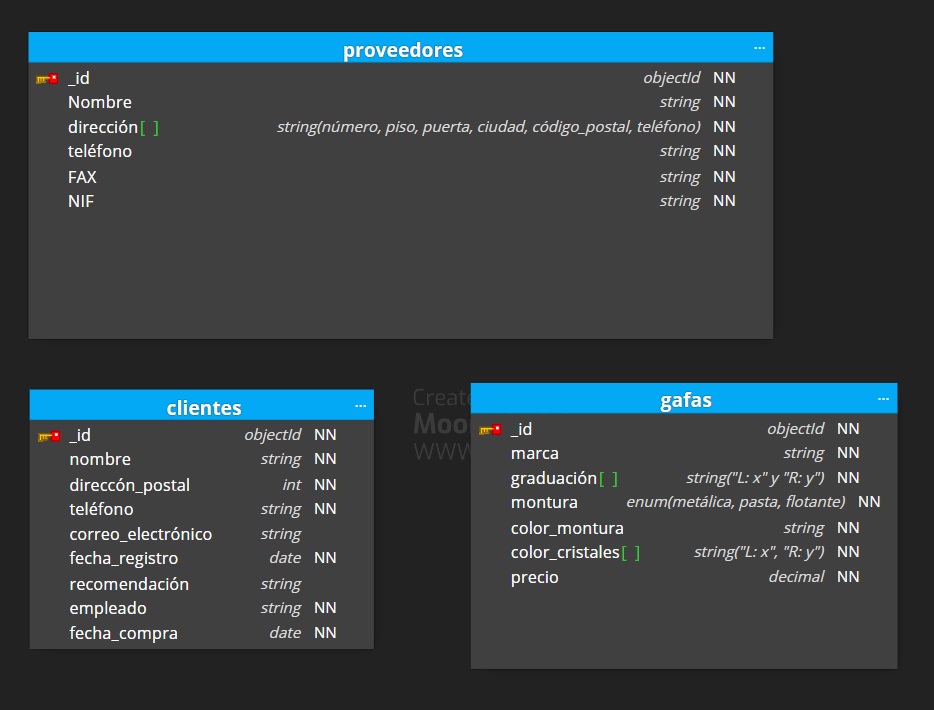 proveedores ...
_id objectId NN
Nombre string NN
dirección[ ] string(número, piso, puerta, ciudad, código_postal, teléfono) NN
teléfono string NN
FAX string NN
NIF string NN
clientes ...
_id objectId NN
nombre string NN
direccón_postal int NN
teléfono string NN
correo_electrónico string
fecha_registro date NN
recomendación string
empleado string NN
fecha_compra date NN
Create
Moo
WWW
gafas ...
_id objectId NN
marca string NN
graduación[ ] string("L: x" y "R: y") NN
montura enum(metálica, pasta, flotante) NN
color_montura string NN
color_cristales[ ] string("L: x", "R: y") NN
precio decimal NN